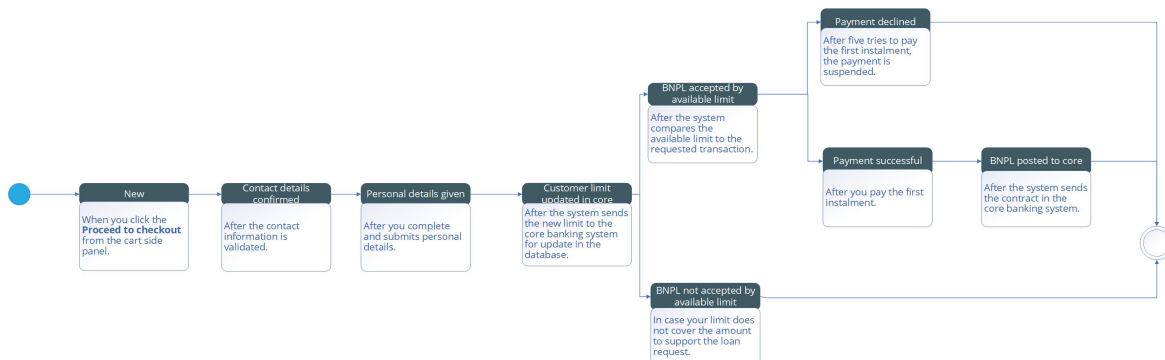 Payment declined
After five tries to pay
the first instalment,
the payment is
suspended.
BNPL accepted by
available limit
After the system
compares the
available limit to the
requested transaction.
Payment successful
After you pay the first
instalment.
BNPL posted to core
After the system sends
the contract in the
core banking system.
New
When you click the
Proceed to checkout
from the cart side
panel.
Contact details
confirmed
After the contact
information is
validated.
Personal details given
After you complete
and submits personal
details.
Customer limit
updated in core
After the system sends
the new limit to the
core banking system
for update in the
database.
BNPL not accepted by
available limit
In case your limit does
not cover the amount
to support the loan
request.